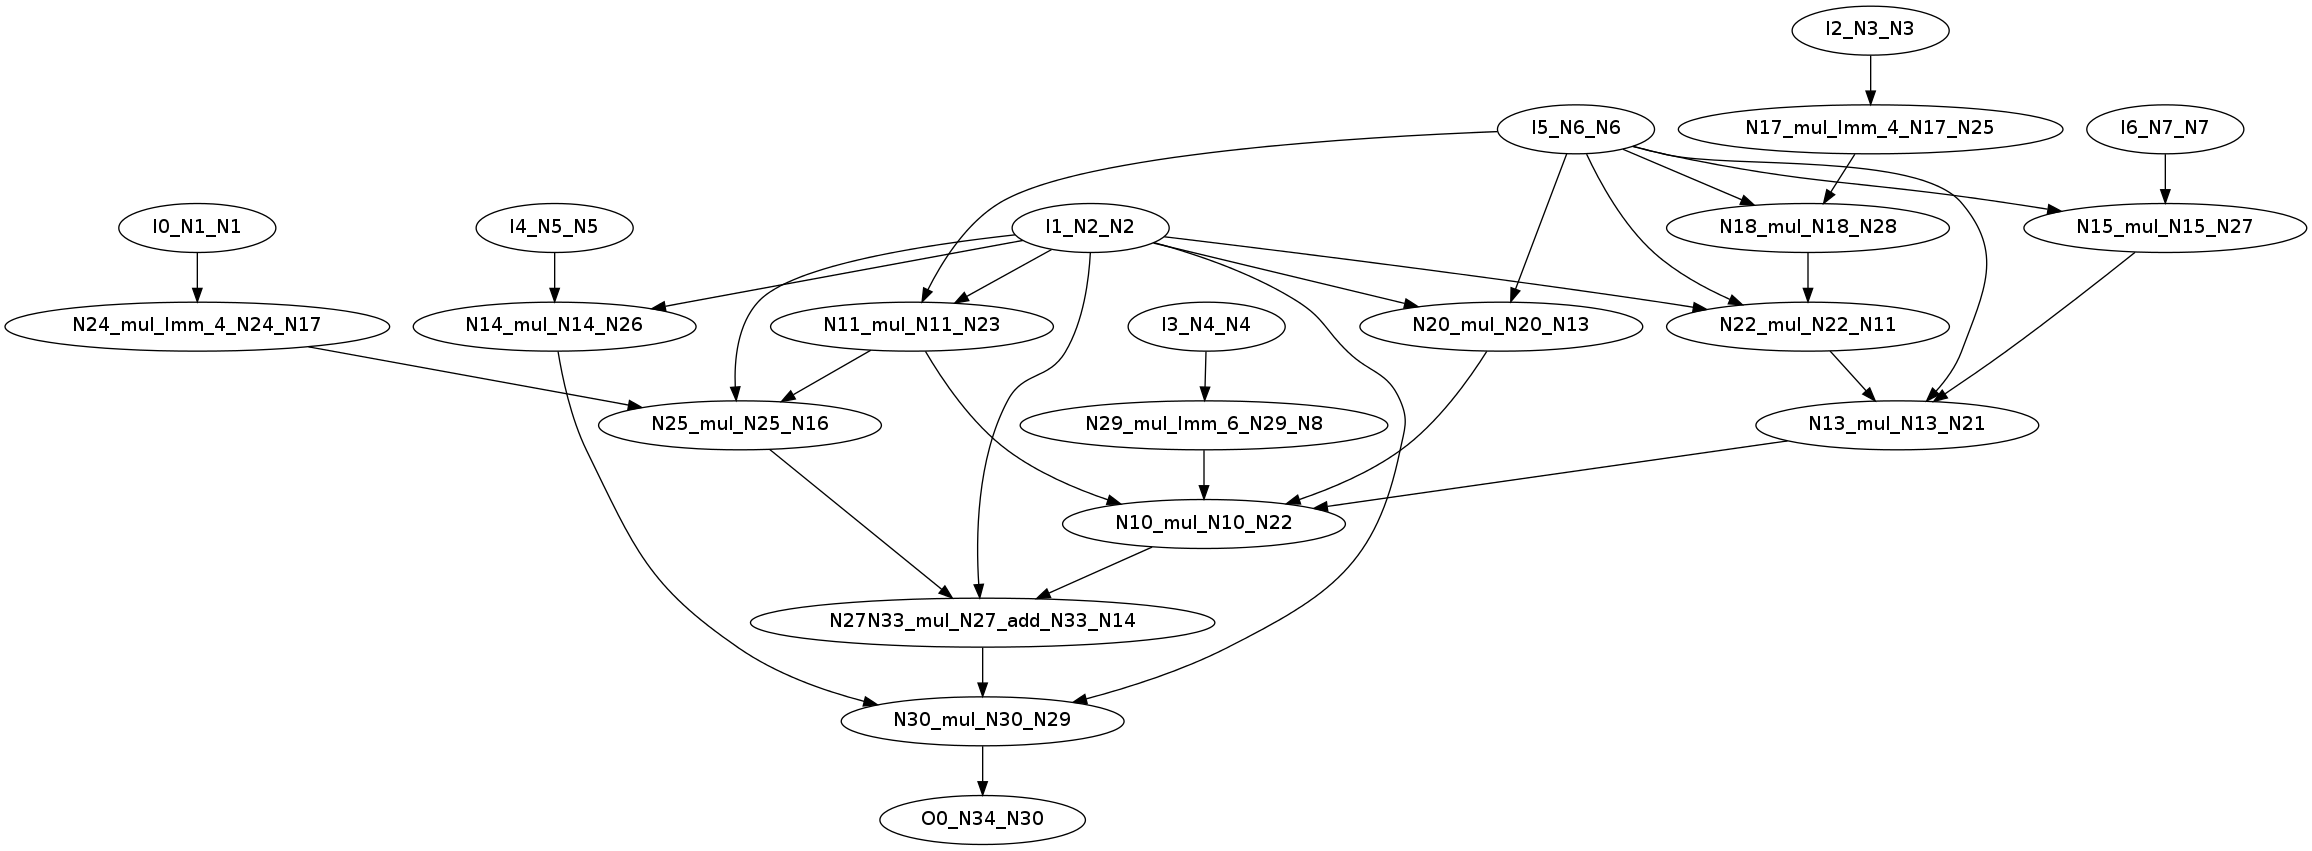 I2_N3_N3
I5_N6_N6
N17_mul_Imm_4_N17_N25
I6_N7_N7
I0_N1_N1
I4_N5_N5
I1_N2_N2
N18_mul_N18_N28
N15_mul_N15_N27
N24_mul_Imm_4_N24_N17
N14_mul_N14_N26
N11_mul_N11_N23
I3_N4_N4
N20_mul_N20_N13
N22_mul_N22_N11
N25_mul_N25_N16
N29_mul_Imm_6_N29_N8
N13_mul_N13_N21
N10_mul_N10_N22
N27N33_mul_N27_add_N33_N14
N30_mul_N30_N29
O0_N34_N30